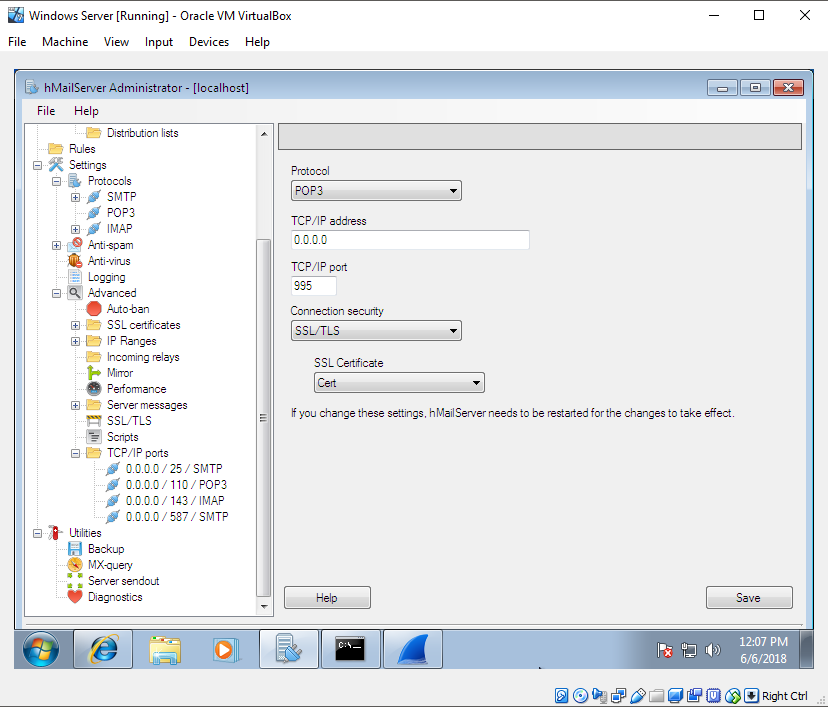 Windows Server [Running] - Oracle VM VirtualBox
File Machine View Input Devices Help
hMailServer Administrator - [localhost]
File Help
Distribution lists
Rules
Settings
Protocols
SMTP
POP3
IMAP
Anti-spam
Anti-virus
Logging
Advanced
Auto-ban
SSL certificates
IP Ranges
Incoming relays
Mirror
Performance
Server messages
SSL/TLS
Scripts
TCP/IP ports
0.0.0.0 / 25 / SMTP
0.0.0.0 / 110 / POP3
0.0.0.0 / 143 / IMAP
0.0.0.0 / 587 / SMTP
Utilities
Backup
MX-query
Server sendout
Diagnostics
Protocol
POP3
TCP/IP address
0.0.0.0
TCP/IP port
995
Connection security
SSL/TLS
SSL Certificate
Cert
If you change these settings, hMailServer needs to be restarted for the changes to take effect.
Help
Save
C:\-
12:07 PM
6/6/2018
Right Ctrl